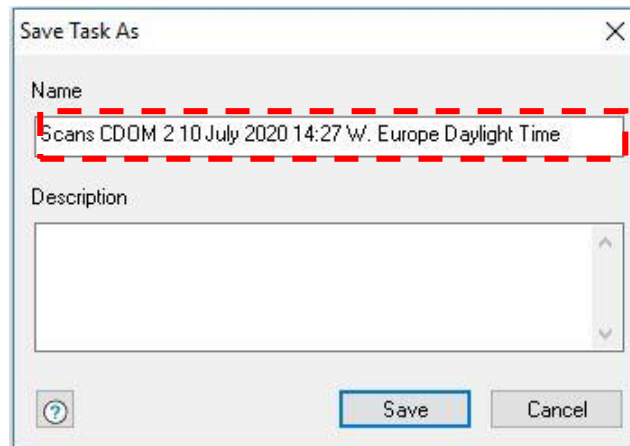 Save Task As
Name
Scans CDOM 2 10 July 2020 14:27 W. Europe Daylight Time
Description
Save
Cancel